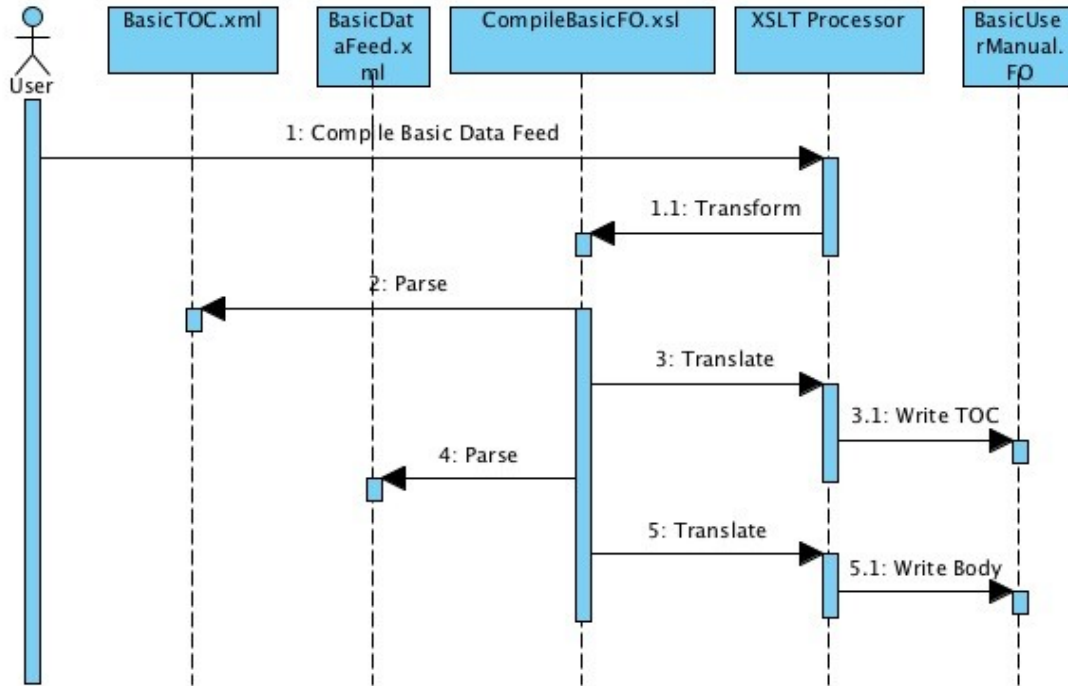 BasicTOC.xml
BasicDat
aFeed.x
ml
CompileBasicFO.xsl
XSLT Processor
BasicUse
rManual.
FO
User
1: Compile Basic Data Feed
1.1: Transform
2: Parse
3: Translate
3.1: Write TOC
4: Parse
5: Translate
5.1: Write Body